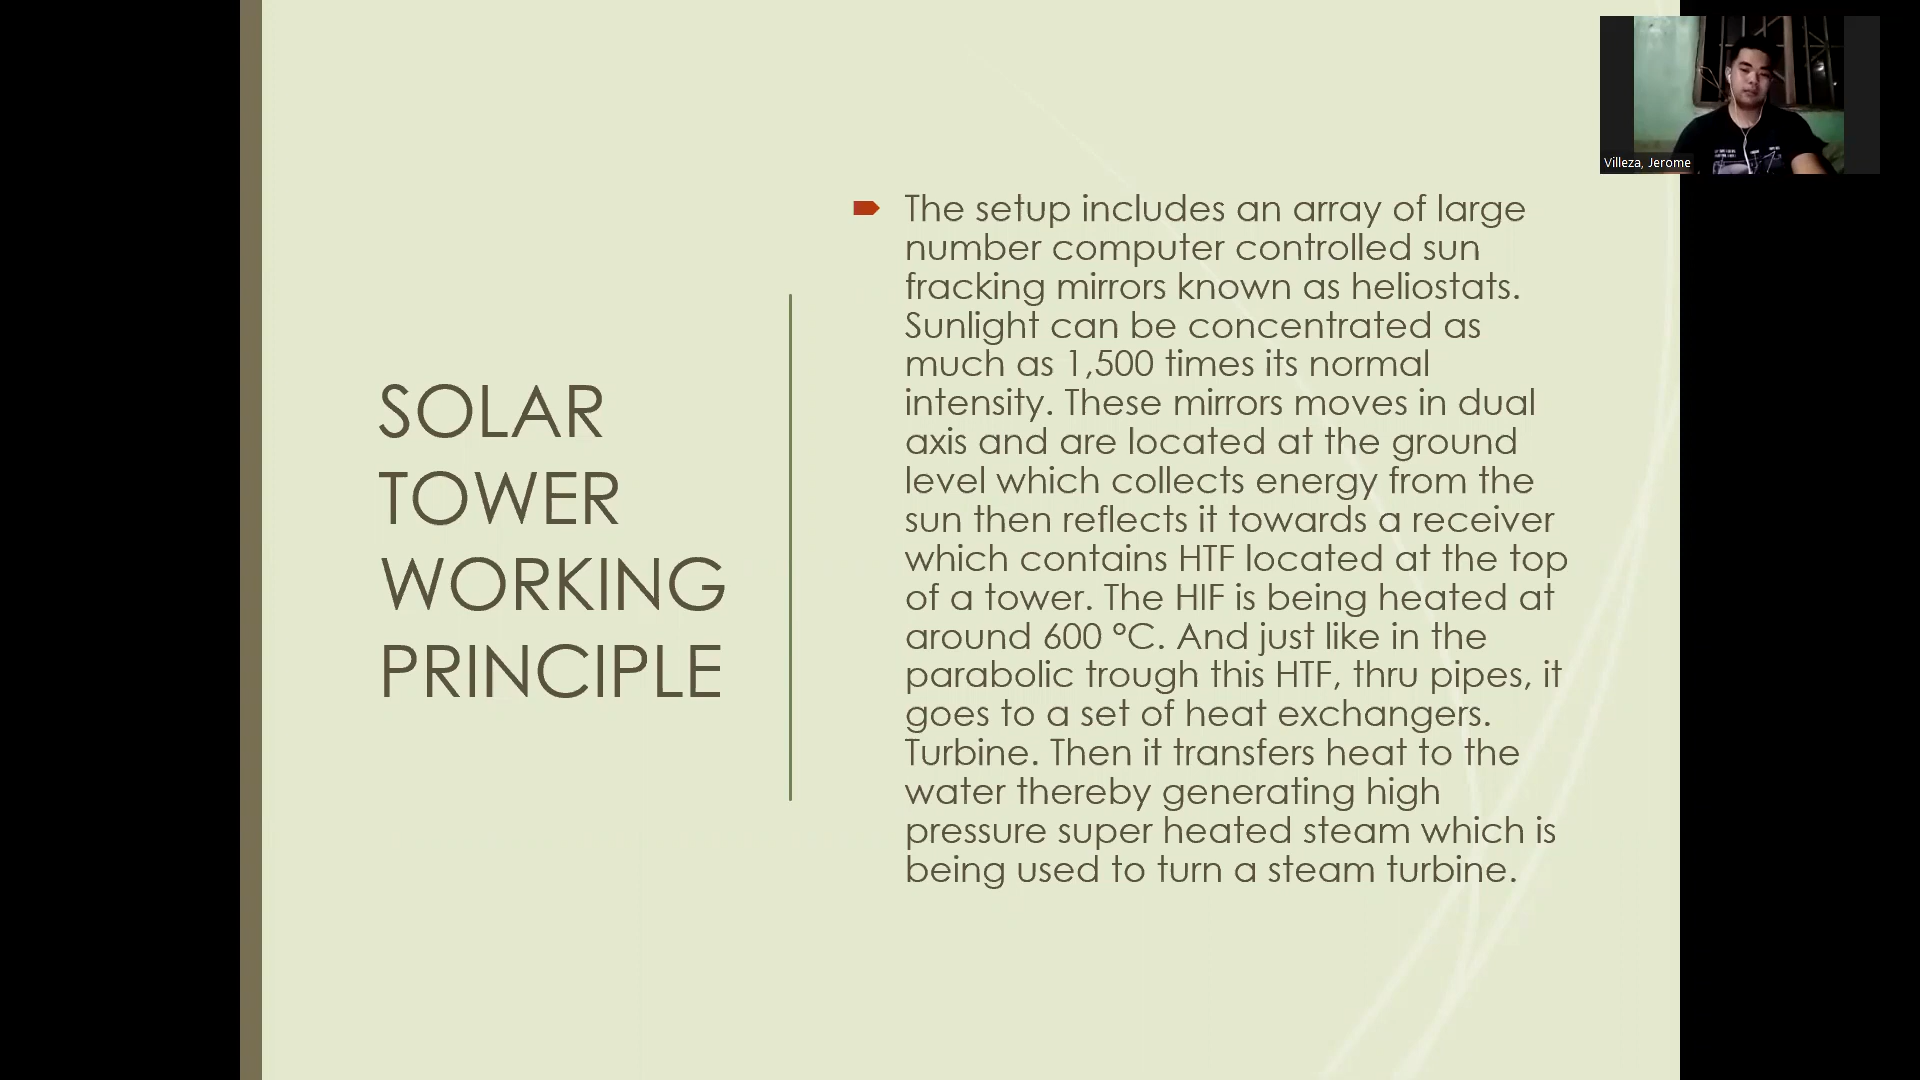 SOLAR
TOWER
WORKING
PRINCIPLE
The setup includes an array of large
number computer controlled sun
fracking mirrors known as heliostats.
Sunlight can be concentrated as
much as 1,500 times its normal
intensity. These mirrors moves in dual
axis and are located at the ground
level which collects energy from the
sun then reflects it towards a receiver
which contains HTF located at the top
of a tower. The HIF is being heated at
around 600 °C. And just like in the
parabolic trough this HTF, thru pipes, it
goes to a set of heat exchangers.
Turbine. Then it transfers heat to the
water thereby generating high
pressure super heated steam which is
being used to turn a steam turbine.
Villeza, Jerome